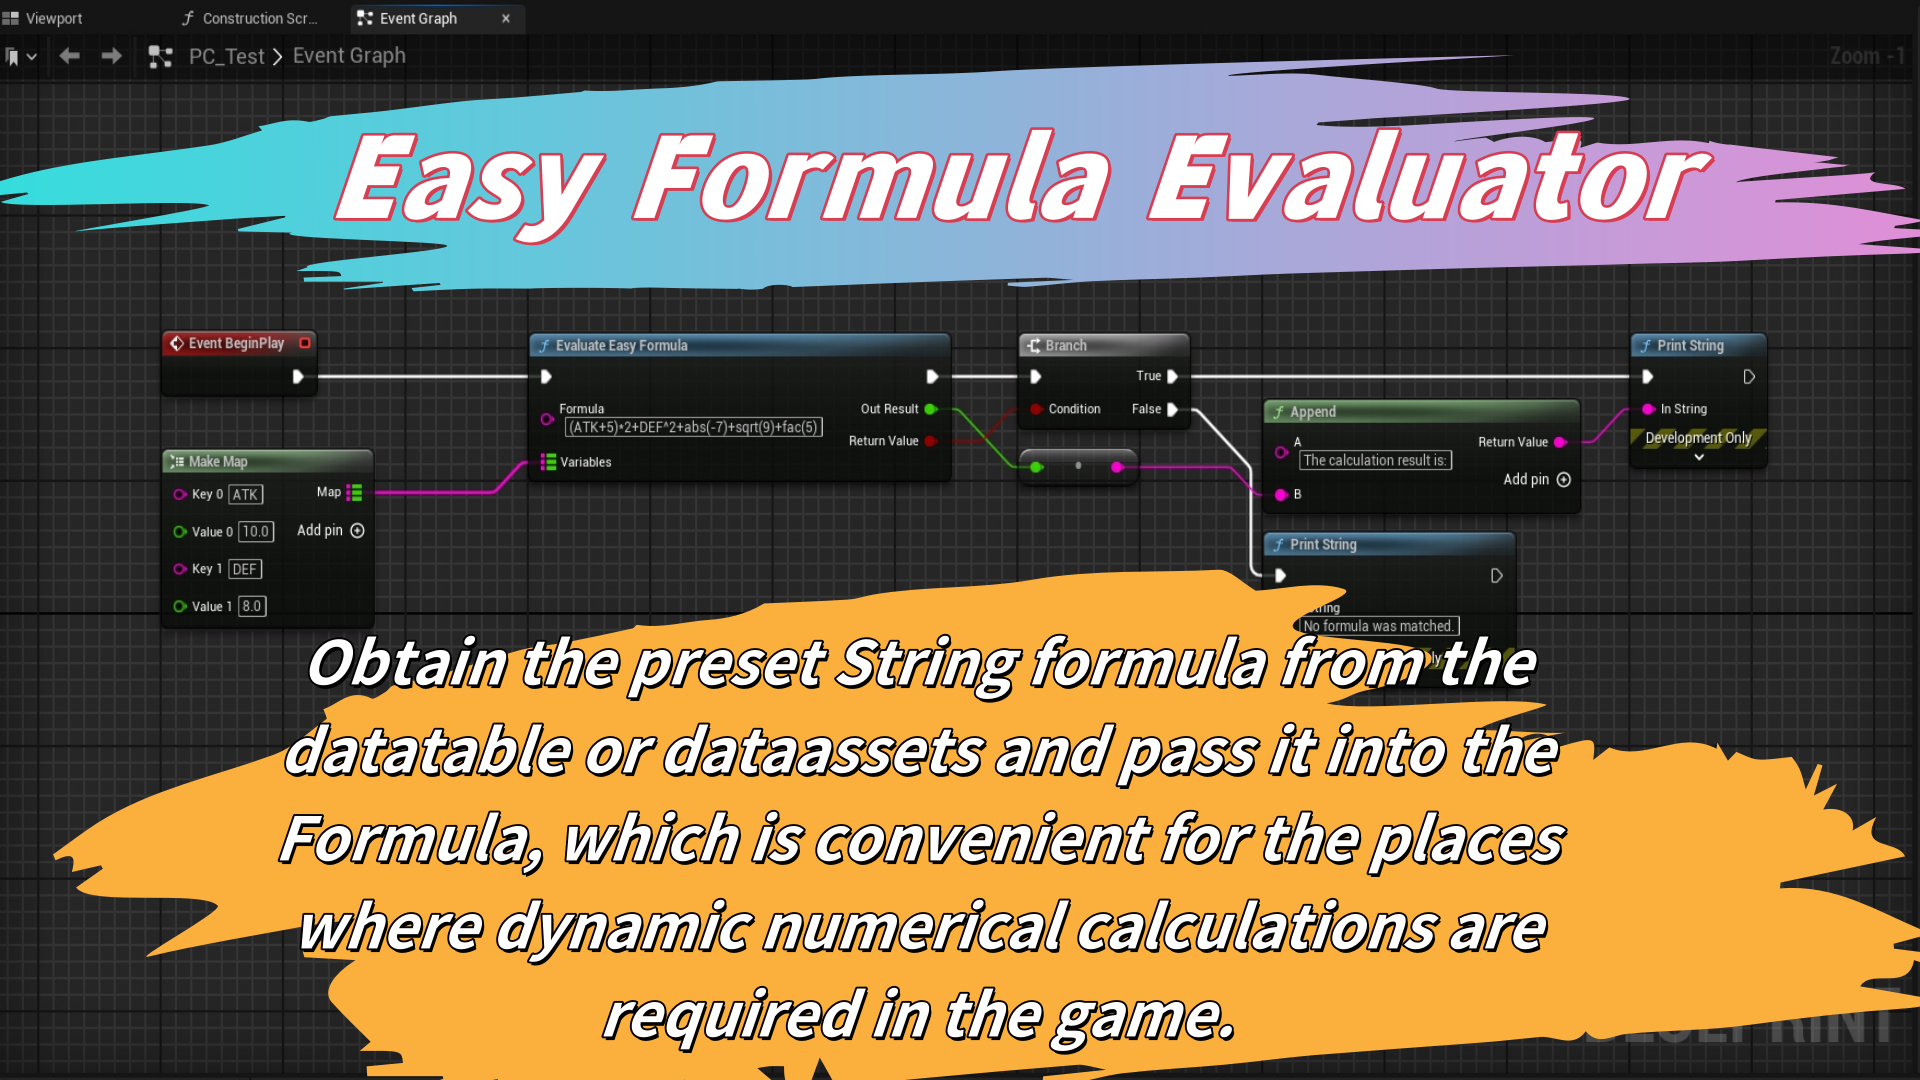 Viewport
Construction Scr...
Event Graph
PC_Test > Event Graph
Zoom -1
Easy Formula Evaluator
Event BeginPlay
Evaluate Easy Formula
Formula
(ATK+5)*2+DEF^2+abs(-7)+sqrt(9)+fac(5)
Variables
Out Result
Return Value
Branch
True
Condition
False
Print String
In String
Development Only
Append
A
The calculation result is:
Return Value
Add pin
B
Make Map
Key 0 ATK
Map
Value 0 10.0
Add pin
Key 1 DEF
Value 1 8.0
Print String
No formula was matched.
Obtain the preset String formula from the
datatable or dataassets and pass it into the
Formula, which is convenient for the places
where dynamic numerical calculations are
required in the game.